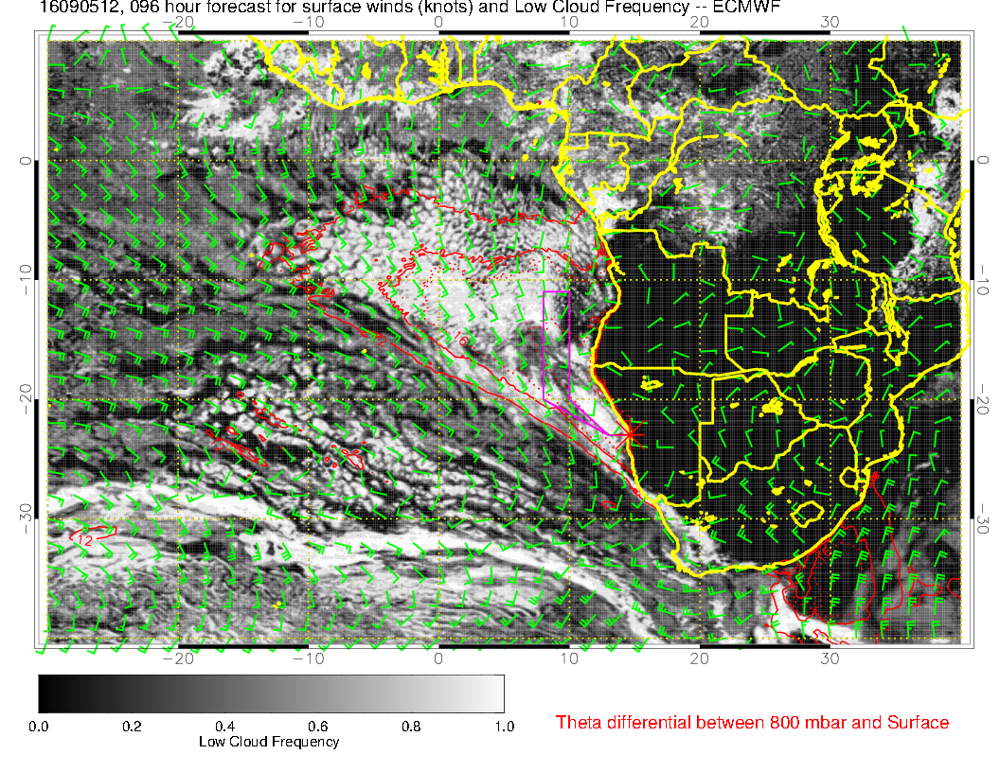 16090512, 096 hour forecast for surface winds (knots) and Low Cloud Frequency -- ECMWF
-20 -10 0 10 20 30
0 0
-10 -10
16
-20 -20
-30 -30
12
-20 -10 0 10 20 30
0.0 0.2 0.4 0.6 0.8 1.0
Low Cloud Frequency
Theta differential between 800 mbar and Surface